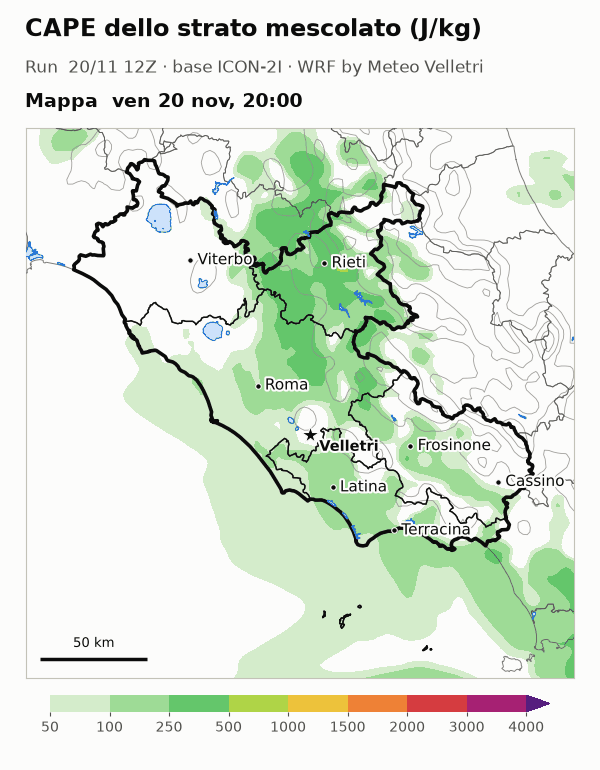 CAPE dello strato mescolato (J/kg)
Run  20/11 12Z · base ICON-2I · WRF by Meteo Velletri
Mappa  ven 20 nov, 20:00
Viterbo
Rieti
Roma
Velletri
Frosinone
Latina
Cassino
Terracina
50 km
50 100 250 500 1000 1500 2000 3000 4000